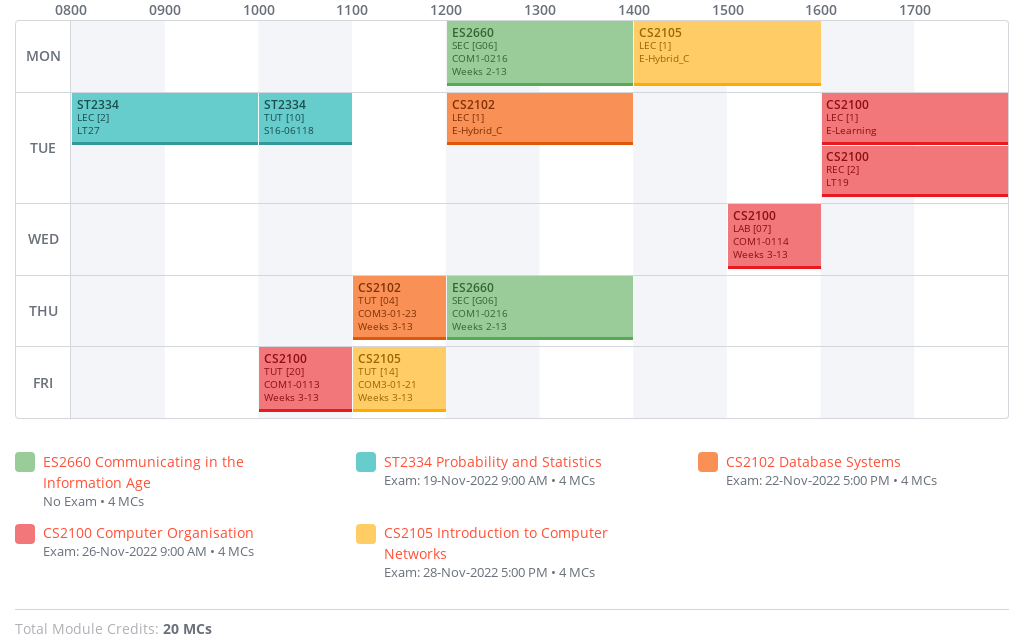 0800 0900 1000 1100 1200 1300 1400 1500 1600 1700
MON
ES2660
SEC [G06]
COM1-0216
Weeks 2-13
CS2105
LEC [1]
E-Hybrid_C
TUE
ST2334
LEC [2]
LT27
ST2334
TUT [10]
S16-06118
CS2102
LEC [1]
E-Hybrid_C
CS2100
LEC [1]
E-Learning
CS2100
REC [2]
LT19
WED
CS2100
LAB [07]
COM1-0114
Weeks 3-13
THU
CS2102
TUT [04]
COM3-01-23
Weeks 3-13
ES2660
SEC [G06]
COM1-0216
Weeks 2-13
FRI
CS2100
TUT [20]
COM1-0113
Weeks 3-13
CS2105
TUT [14]
COM3-01-21
Weeks 3-13
ES2660 Communicating in the
Information Age
No Exam • 4 MCs
ST2334 Probability and Statistics
Exam: 19-Nov-2022 9:00 AM • 4 MCs
CS2102 Database Systems
Exam: 22-Nov-2022 5:00 PM • 4 MCs
CS2100 Computer Organisation
Exam: 26-Nov-2022 9:00 AM • 4 MCs
CS2105 Introduction to Computer
Networks
Exam: 28-Nov-2022 5:00 PM • 4 MCs
Total Module Credits: 20 MCs